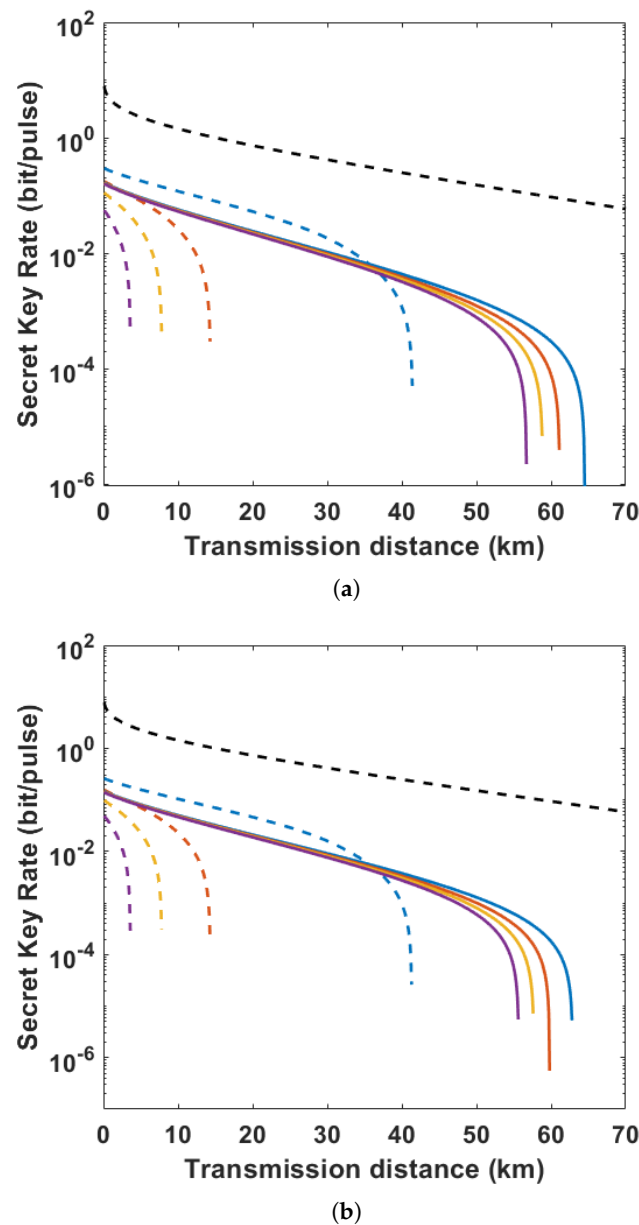 10^2
10^0
10^-2
10^-4
10^-6
Secret Key Rate (bit/pulse)
0 10 20 30 40 50 60 70
Transmission distance (km)
(a)
10^2
10^0
10^-2
10^-4
10^-6
Secret Key Rate (bit/pulse)
0 10 20 30 40 50 60 70
Transmission distance (km)
(b)